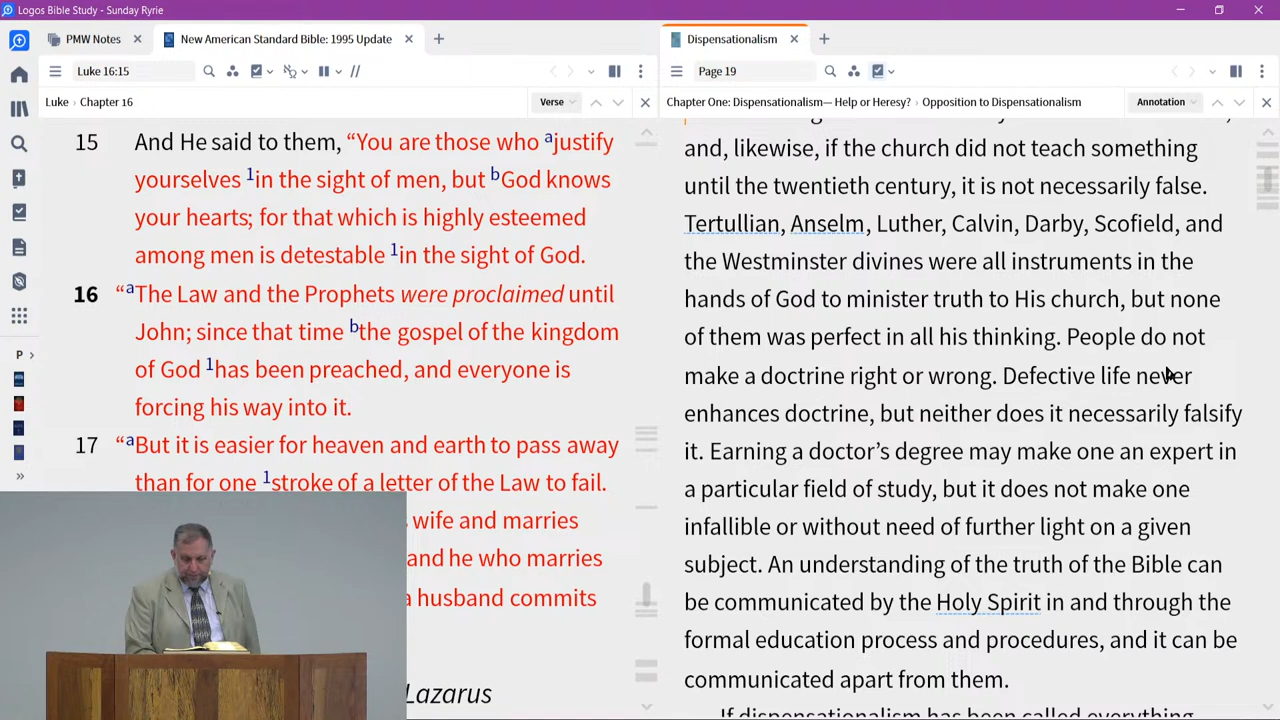 Logos Bible Study - Sunday Ryrie
PMW Notes
New American Standard Bible: 1995 Update
Luke 16:15
Luke › Chapter 16
Verse
15 And He said to them, “You are those who ajustify
yourselves 1in the sight of men, but bGod knows
your hearts; for that which is highly esteemed
among men is detestable 1in the sight of God.
16 “aThe Law and the Prophets were proclaimed until
John; since that time bthe gospel of the kingdom
of God 1has been preached, and everyone is
forcing his way into it.
17 “aBut it is easier for heaven and earth to pass away
than for one 1stroke of a letter of the Law to fail.
wife and marries
and he who marries
a husband commits
Lazarus
P
Dispensationalism
Page 19
Chapter One: Dispensationalism— Help or Heresy? › Opposition to Dispensationalism
Annotation
and, likewise, if the church did not teach something
until the twentieth century, it is not necessarily false.
Tertullian, Anselm, Luther, Calvin, Darby, Scofield, and
the Westminster divines were all instruments in the
hands of God to minister truth to His church, but none
of them was perfect in all his thinking. People do not
make a doctrine right or wrong. Defective life never
enhances doctrine, but neither does it necessarily falsify
it. Earning a doctor’s degree may make one an expert in
a particular field of study, but it does not make one
infallible or without need of further light on a given
subject. An understanding of the truth of the Bible can
be communicated by the Holy Spirit in and through the
formal education process and procedures, and it can be
communicated apart from them.
If dispensationalism has been called everything